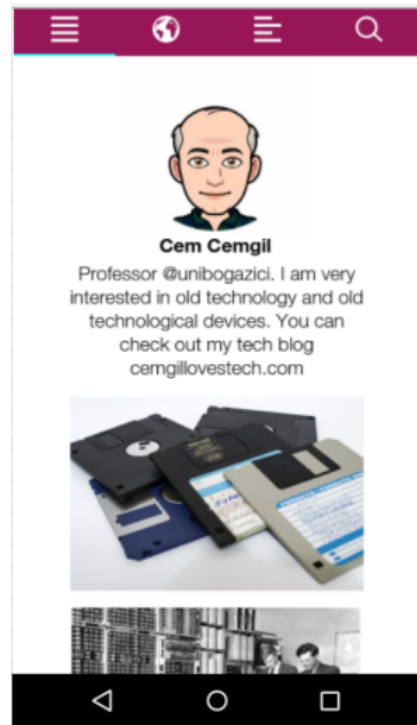 Cem Cemgil
Professor @unibogazici. I am very
interested in old technology and old
technological devices. You can
check out my tech blog
cemgillovestech.com